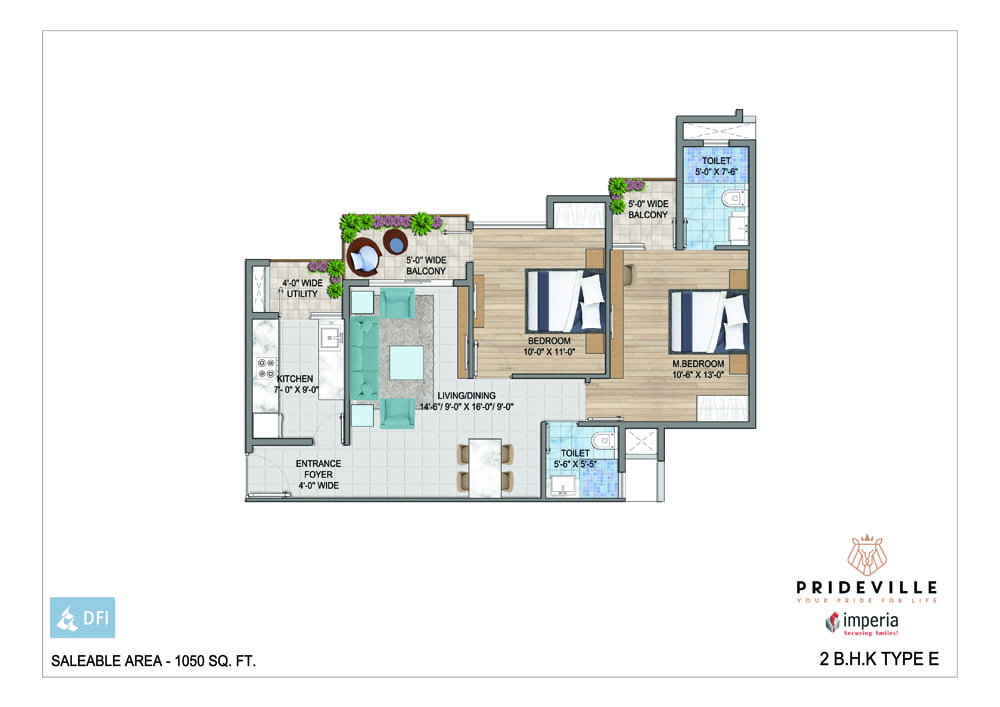 TOILET
5'-0" X 7'-6"
5'-0" WIDE
BALCONY
5'-0" WIDE
BALCONY
4'-0" WIDE
UTILITY
BEDROOM
10'-0" X 11'-0"
M.BEDROOM
10'-6" X 13'-0"
KITCHEN
7'- 0" X 9'-0"
LIVING/DINING
14'-6"/ 9'-0" X 16'-0"/ 9'-0"
TOILET
5'-6" X 5'-5"
ENTRANCE
FOYER
4'-0" WIDE
PRIDEVILLE
YOUR PRIDE FOR LIFE
DFI
imperia
Securing Smiles!
SALEABLE AREA - 1050 SQ. FT.
2 B.H.K TYPE E